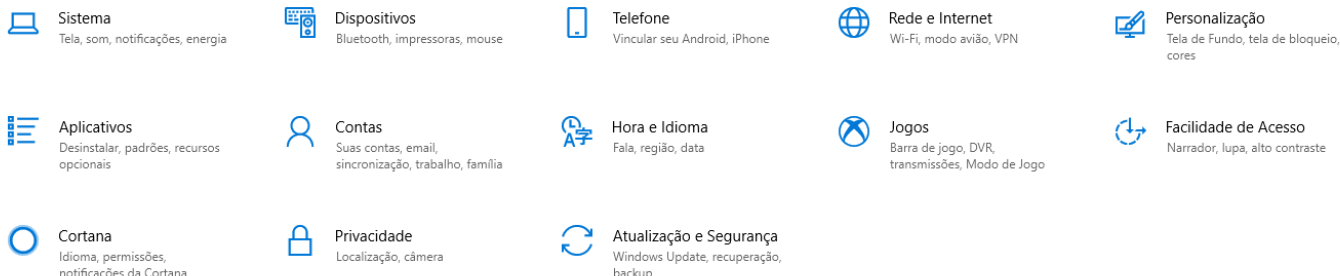 Sistema
Tela, som, notificações, energia
Dispositivos
Bluetooth, impressoras, mouse
Telefone
Vincular seu Android, iPhone
Rede e Internet
Wi-Fi, modo avião, VPN
Personalização
Tela de Fundo, tela de bloqueio,
cores
Aplicativos
Desinstalar, padrões, recursos
opcionais
Contas
Suas contas, email,
sincronização, trabalho, família
Hora e Idioma
Fala, região, data
Jogos
Barra de jogo, DVR,
transmissões, Modo de Jogo
Facilidade de Acesso
Narrador, lupa, alto contraste
Cortana
Idioma, permissões,
notificações da Cortana
Privacidade
Localização, câmera
Atualização e Segurança
Windows Update, recuperação,
backup